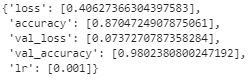 {'loss': [0.40627366304397583],
'accuracy': [0.8704724907875061],
'val_loss': [0.0737270787358284],
'val_accuracy': [0.9802380800247192],
'lr': [0.001]}